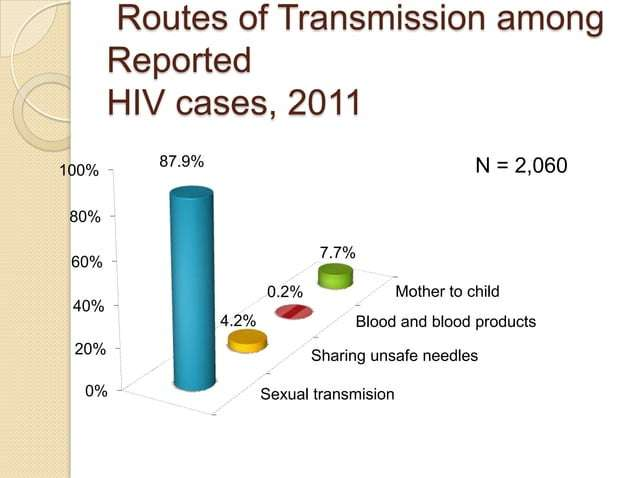 Routes of Transmission among
Reported
HIV cases, 2011
N = 2,060
87.9%
100%
80%
60%
40%
20%
0%
7.7%
0.2%
4.2%
Mother to child
Blood and blood products
Sharing unsafe needles
Sexual transmision